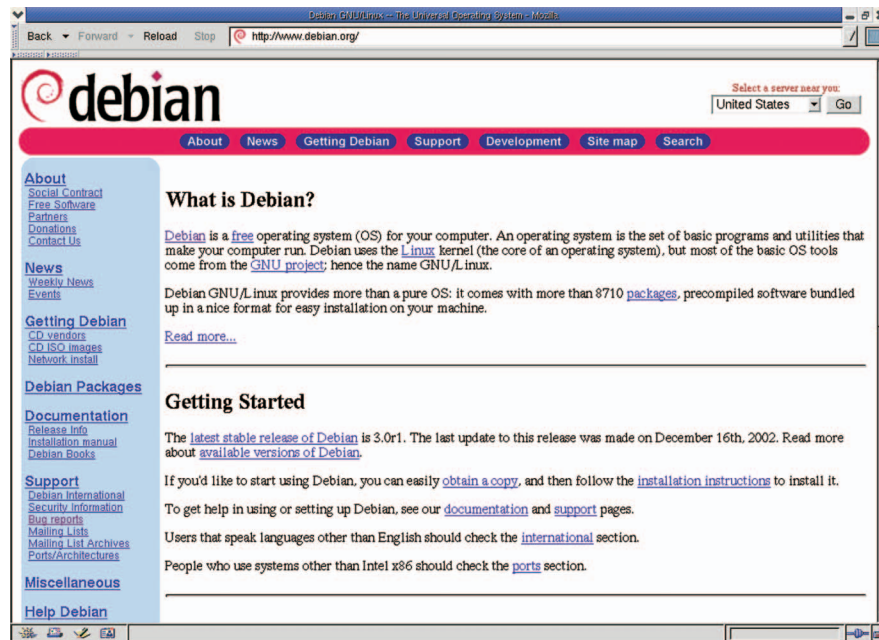 Debian GNU/Linux -- The Universal Operating System - Mozilla
Back Forward Reload Stop http://www.debian.org/
debian
Select a server near you:
United States Go
About News Getting Debian Support Development Site map Search
About
Social Contract
Free Software
Partners
Donations
Contact Us
News
Weekly News
Events
Getting Debian
CD vendors
CD ISO images
Network install
Debian Packages
Documentation
Release Info
Installation manual
Debian Books
Support
Debian International
Security Information
Bug reports
Mailing Lists
Mailing List Archives
Ports/Architectures
Miscellaneous
Help Debian
What is Debian?
Debian is a free operating system (OS) for your computer. An operating system is the set of basic programs and utilities that
make your computer run. Debian uses the Linux kernel (the core of an operating system), but most of the basic OS tools
come from the GNU project; hence the name GNU/Linux.
Debian GNU/Linux provides more than a pure OS: it comes with more than 8710 packages, precompiled software bundled
up in a nice format for easy installation on your machine.
Read more...
Getting Started
The latest stable release of Debian is 3.0r1. The last update to this release was made on December 16th, 2002. Read more
about available versions of Debian.
If you'd like to start using Debian, you can easily obtain a copy, and then follow the installation instructions to install it.
To get help in using or setting up Debian, see our documentation and support pages.
Users that speak languages other than English should check the international section.
People who use systems other than Intel x86 should check the ports section.